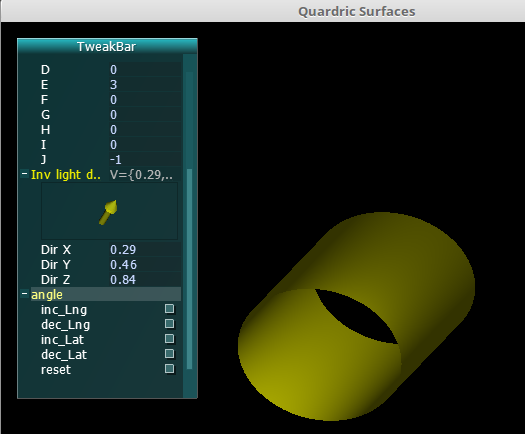 Quardric Surfaces
TweakBar
D 0
E 3
F 0
G 0
H 0
I 0
J -1
Inv light d.. V={0.29,..
Dir X 0.29
Dir Y 0.46
Dir Z 0.84
angle
inc_Lng
dec_Lng
inc_Lat
dec_Lat
reset